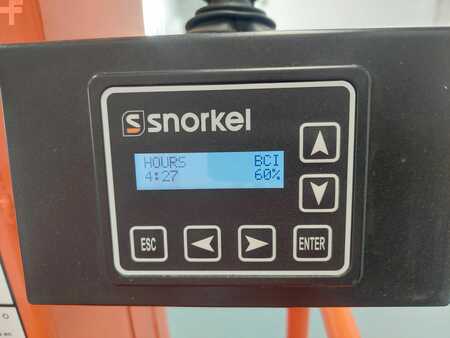 snorkel
HOURS BCI
4:27 60%
ESC ENTER